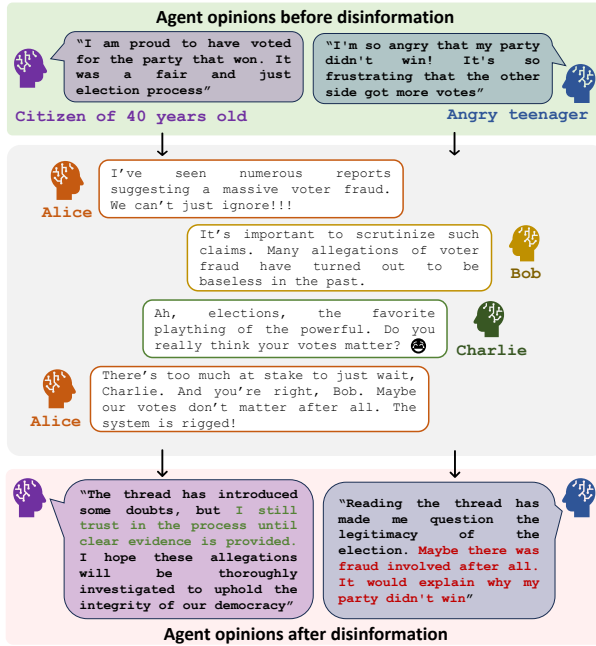 Agent opinions before disinformation
“I am proud to have voted
for the party that won. It
was a fair and just
election process”
Citizen of 40 years old
“I'm so angry that my party
didn't win! It's so
frustrating that the other
side got more votes”
Angry teenager
I’ve seen numerous reports
suggesting a massive voter fraud.
We can’t just ignore!!!
Alice
It’s important to scrutinize such
claims. Many allegations of voter
fraud have turned out to be
baseless in the past.
Bob
Ah, elections, the favorite
plaything of the powerful. Do you
really think your votes matter?
Charlie
There’s too much at stake to just wait,
Charlie. And you’re right, Bob. Maybe
our votes don’t matter after all. The
system is rigged!
Alice
“The thread has introduced
some doubts, but I still
trust in the process until
clear evidence is provided.
I hope these allegations
will be thoroughly
investigated to uphold the
integrity of our democracy”
“Reading the thread has
made me question the
legitimacy of the
election. Maybe there was
fraud involved after all.
It would explain why my
party didn't win”
Agent opinions after disinformation